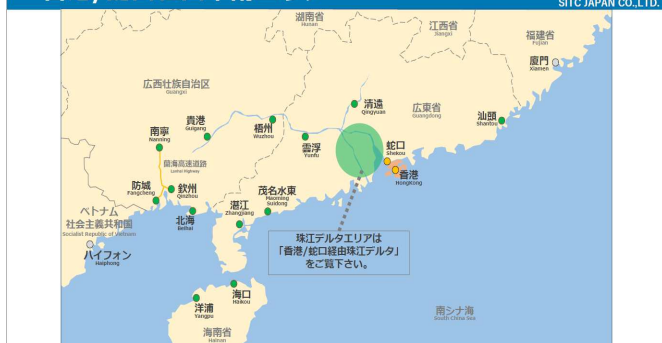 SITC JAPAN CO.,LTD.
湖南省
Hunan
江西省
Jiangxi
福建省
Fujian
廈門
Xiamen
広西壮族自治区
Guangxi
清遠
Qingyuan
広東省
Guangdong
汕頭
Shantou
貴港
Guigang
梧州
Wuzhou
南寧
Nanning
雲浮
Yunfu
蛇口
Shekou
香港
HongKong
防城
Fangcheng
欽州
Qinzhou
北海
Beihai
湛江
Zhangjiang
茂名水東
Maoming
Suidong
ベトナム
社会主義共和国
Socialist Republic of Vietnam
ハイフォン
Haiphong
珠江デルタエリアは
「香港/蛇口経由珠江デルタ」
をご覧下さい。
海口
Haikou
洋浦
Yangpu
海南省
Hainan
南シナ海
South China Sea